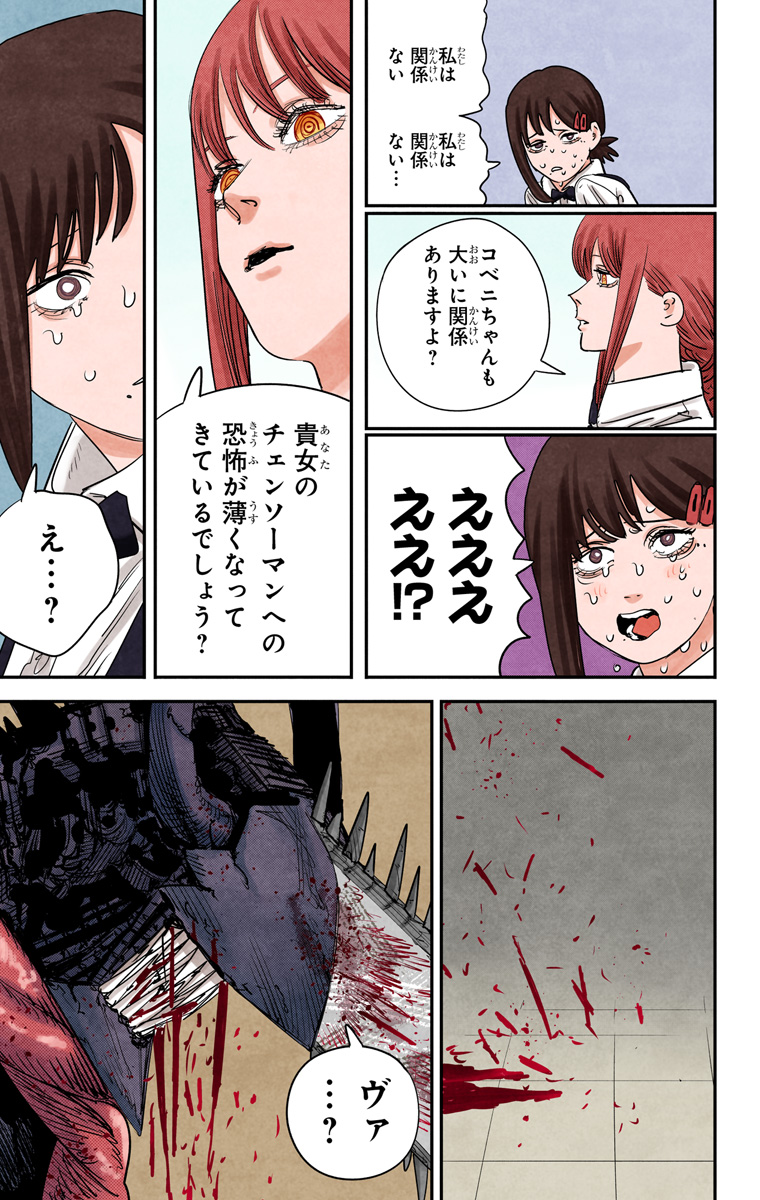 私は
関係
ない
私は
関係
ない…
コベニちゃんも
大いに関係
ありますよ？
えええ
ええ!?
貴女の
チェンソーマンへの
恐怖が薄くなって
きているでしょう？
え…？
ヴァ
…？